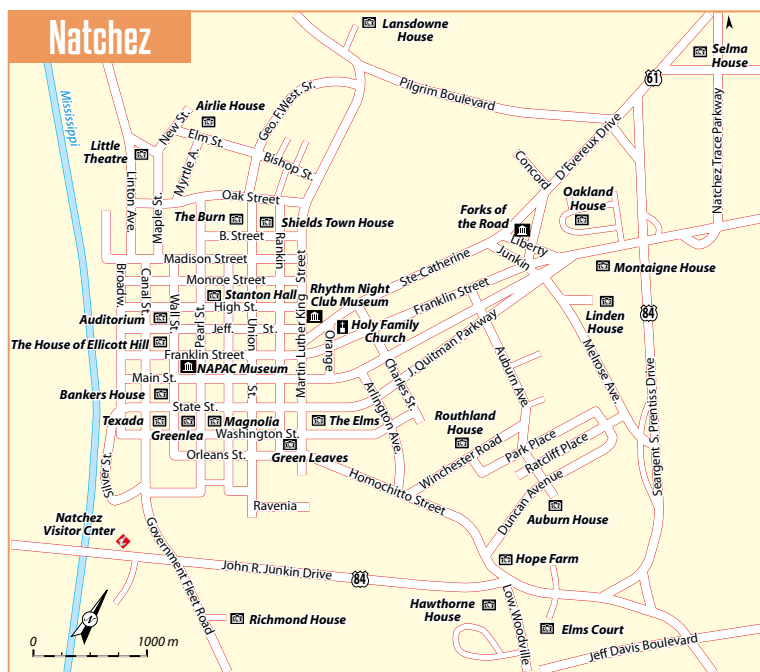 Natchez
Lansdowne
House
Selma
House
61
Pilgrim Boulevard
Mississippi
Airlie House
New St.
Elm St.
Geo. F. West. Sr.
Little
Theatre
Myrtle A.
Bishop St.
D'Evereux Drive
Natchez Trace Parkway
Concord
Linton Ave.
Maple St.
Oak Street
Oakland
House
The Burn
Shields Town House
Forks of
the Road
B. Street
Rankin
Liberty
Madison Street
Street
Ste-Catherine
Junkin
Montaigne House
Broadw.
Canal St.
Monroe Street
Stanton Hall
Rhythm Night
Club Museum
Franklin Street
Wall St.
Pearl St.
High St.
Union
Linden
House
84
Auditorium
Jeff.
St.
Martin Luther King
Holy Family
Church
The House of Ellicott Hill
Orange
J. Quitman Parkway
Franklin Street
NAPAC Museum
Main St.
Auburn Ave
Melrose Ave.
Charles St.
Arlington Ave.
Bankers House
St.
State St.
Texada
Greenlea
Magnolia
The Elms
Routhland
House
Washington St.
Park Place
Ratcliff Place
Seargent S. Prentiss Drive
Orleans St.
Green Leaves
Winchester Road
Silver St.
Homochitto Street
Ravenia
Duncan Avenue
Auburn House
Natchez
Visitor Cnter
Government Fleet Road
Hope Farm
John R. Junkin Drive
84
Hawthorne
House
Low. Woodville
Richmond House
Elms Court
Jeff Davis Boulevard
N
0 1000 m